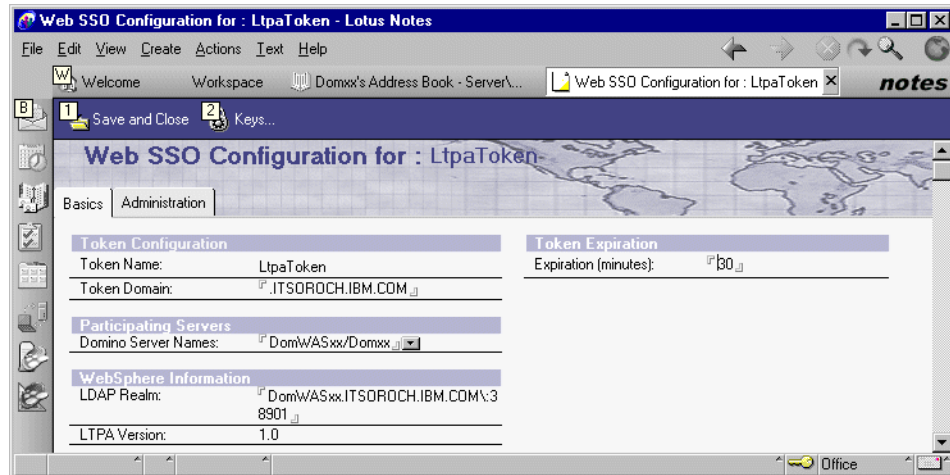 Web SSO Configuration for : LtpaToken - Lotus Notes
File Edit View Create Actions Text Help
W Welcome Workspace Domxx's Address Book - Server\... Web SSO Configuration for : LtpaToken notes
B 1 Save and Close 2 Keys...
Web SSO Configuration for : LtpaToken-
Basics Administration
Token Configuration Token Expiration
Token Name: LtpaToken Expiration (minutes): 30
Token Domain: .ITSOROCH.IBM.COM
Participating Servers
Domino Server Names: DomWASxx/Domxx
WebSphere Information
LDAP Realm: DomWASxx.ITSOROCH.IBM.COM\:3
8901
LTPA Version: 1.0
Office